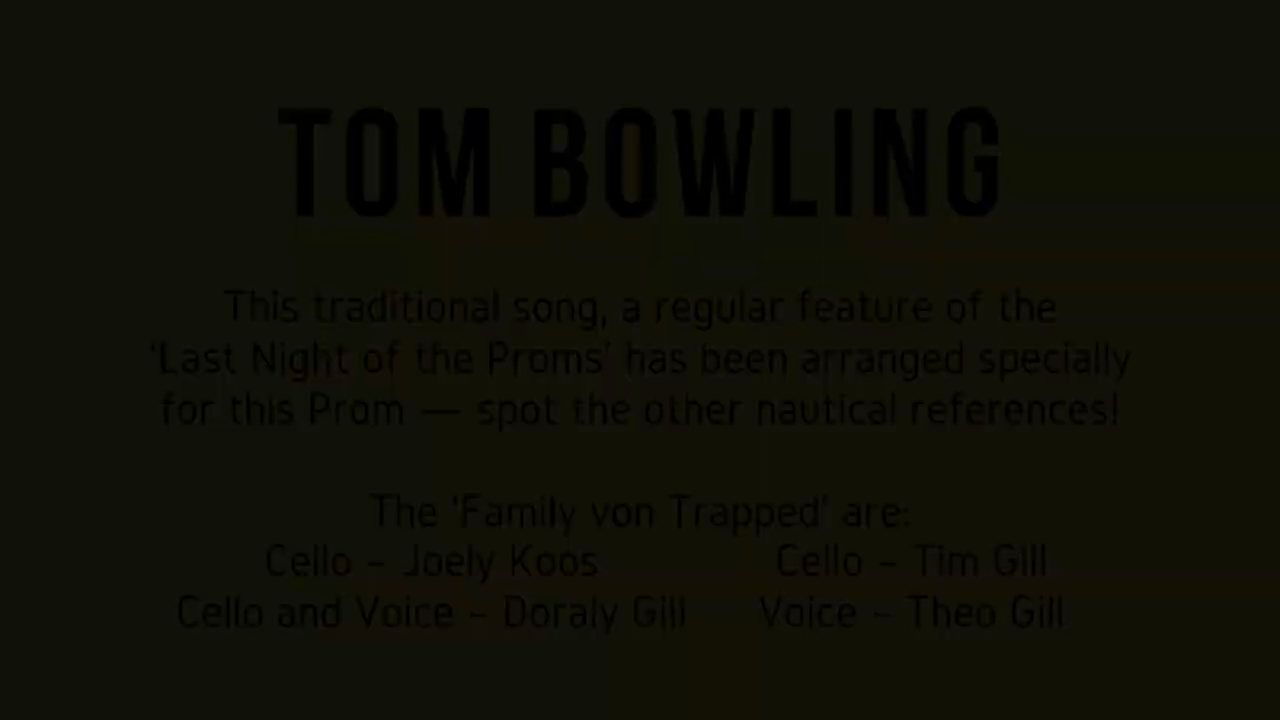 TOM BOWLING
This traditional song, a regular feature of the
'Last Night of the Proms' has been arranged specially
for this Prom — spot the other nautical references!
The 'Family von Trapped' are:
Cello – Joely Koos Cello – Tim Gill
Cello and Voice – Doraly Gill Voice – Theo Gill